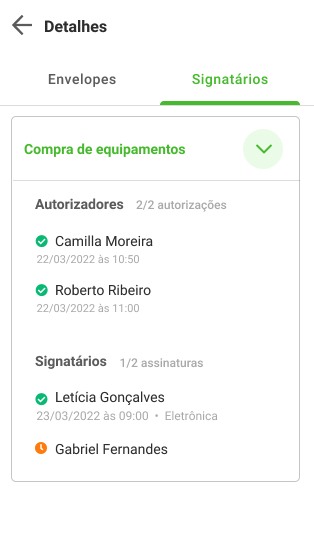 Detalhes
Envelopes Signatários
Compra de equipamentos
Autorizadores 2/2 autorizações
Camilla Moreira
22/03/2022 às 10:50
Roberto Ribeiro
22/03/2022 às 11:00
Signatários 1/2 assinaturas
Letícia Gonçalves
23/03/2022 às 09:00 • Eletrônica
Gabriel Fernandes